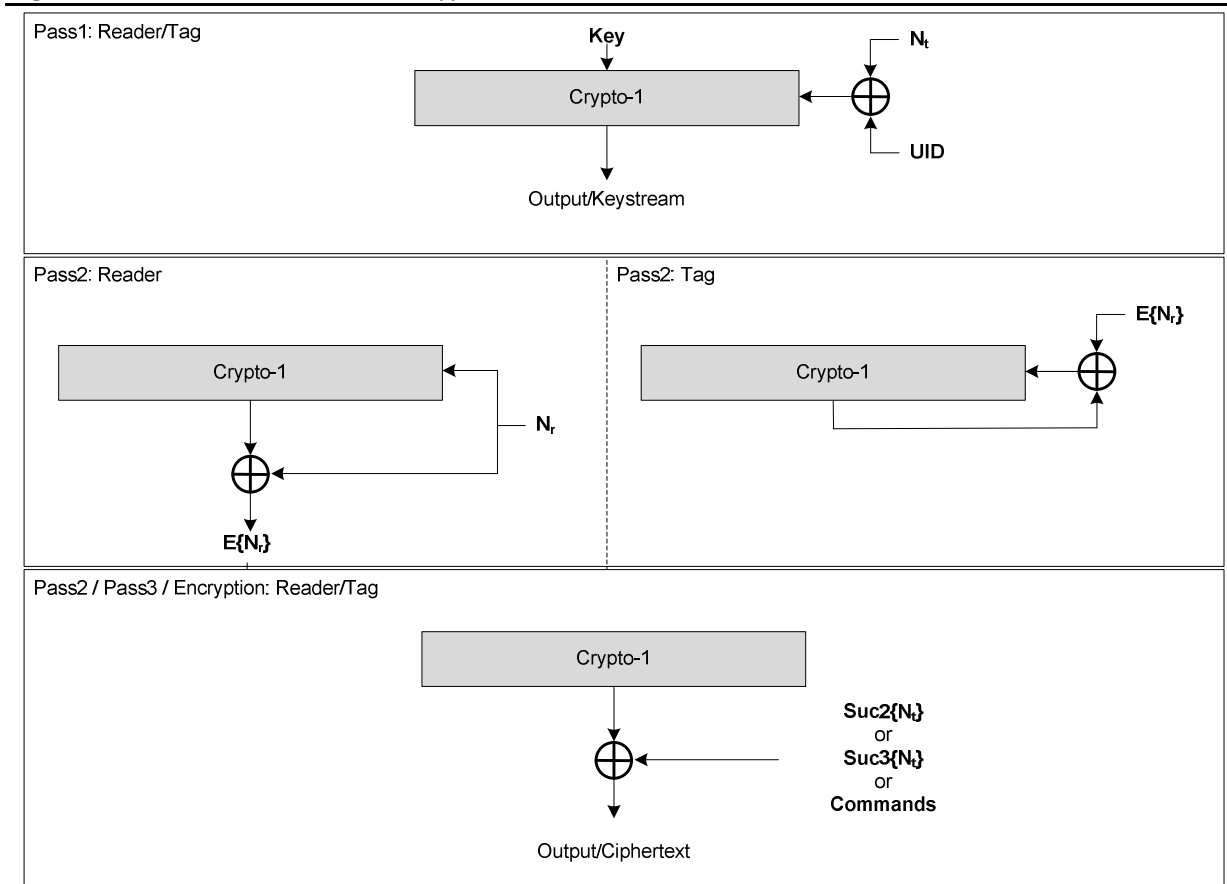 Pass1: Reader/Tag
Key
Nt
Crypto-1
UID
Output/Keystream
Pass2: Reader
Crypto-1
Nr
E{Nr}
Pass2: Tag
E{Nr}
Crypto-1
Pass2 / Pass3 / Encryption: Reader/Tag
Crypto-1
Suc2{Nt}
or
Suc3{Nt}
or
Commands
Output/Ciphertext